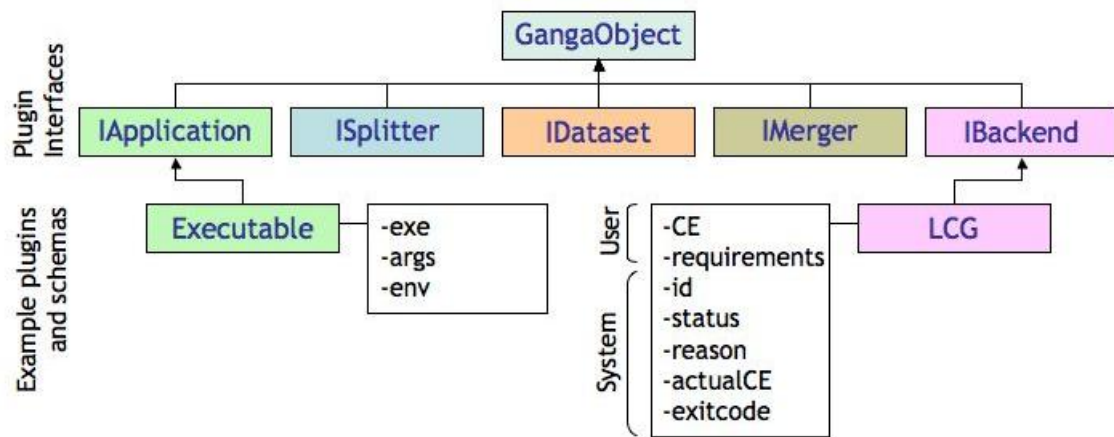 GangaObject
Plugin
Interfaces
IApplication
ISplitter
IDataset
IMerger
IBackend
Example plugins
and schemas
Executable
-exe
-args
-env
User
System
-CE
-requirements
-id
-status
-reason
-actualCE
-exitcode
LCG